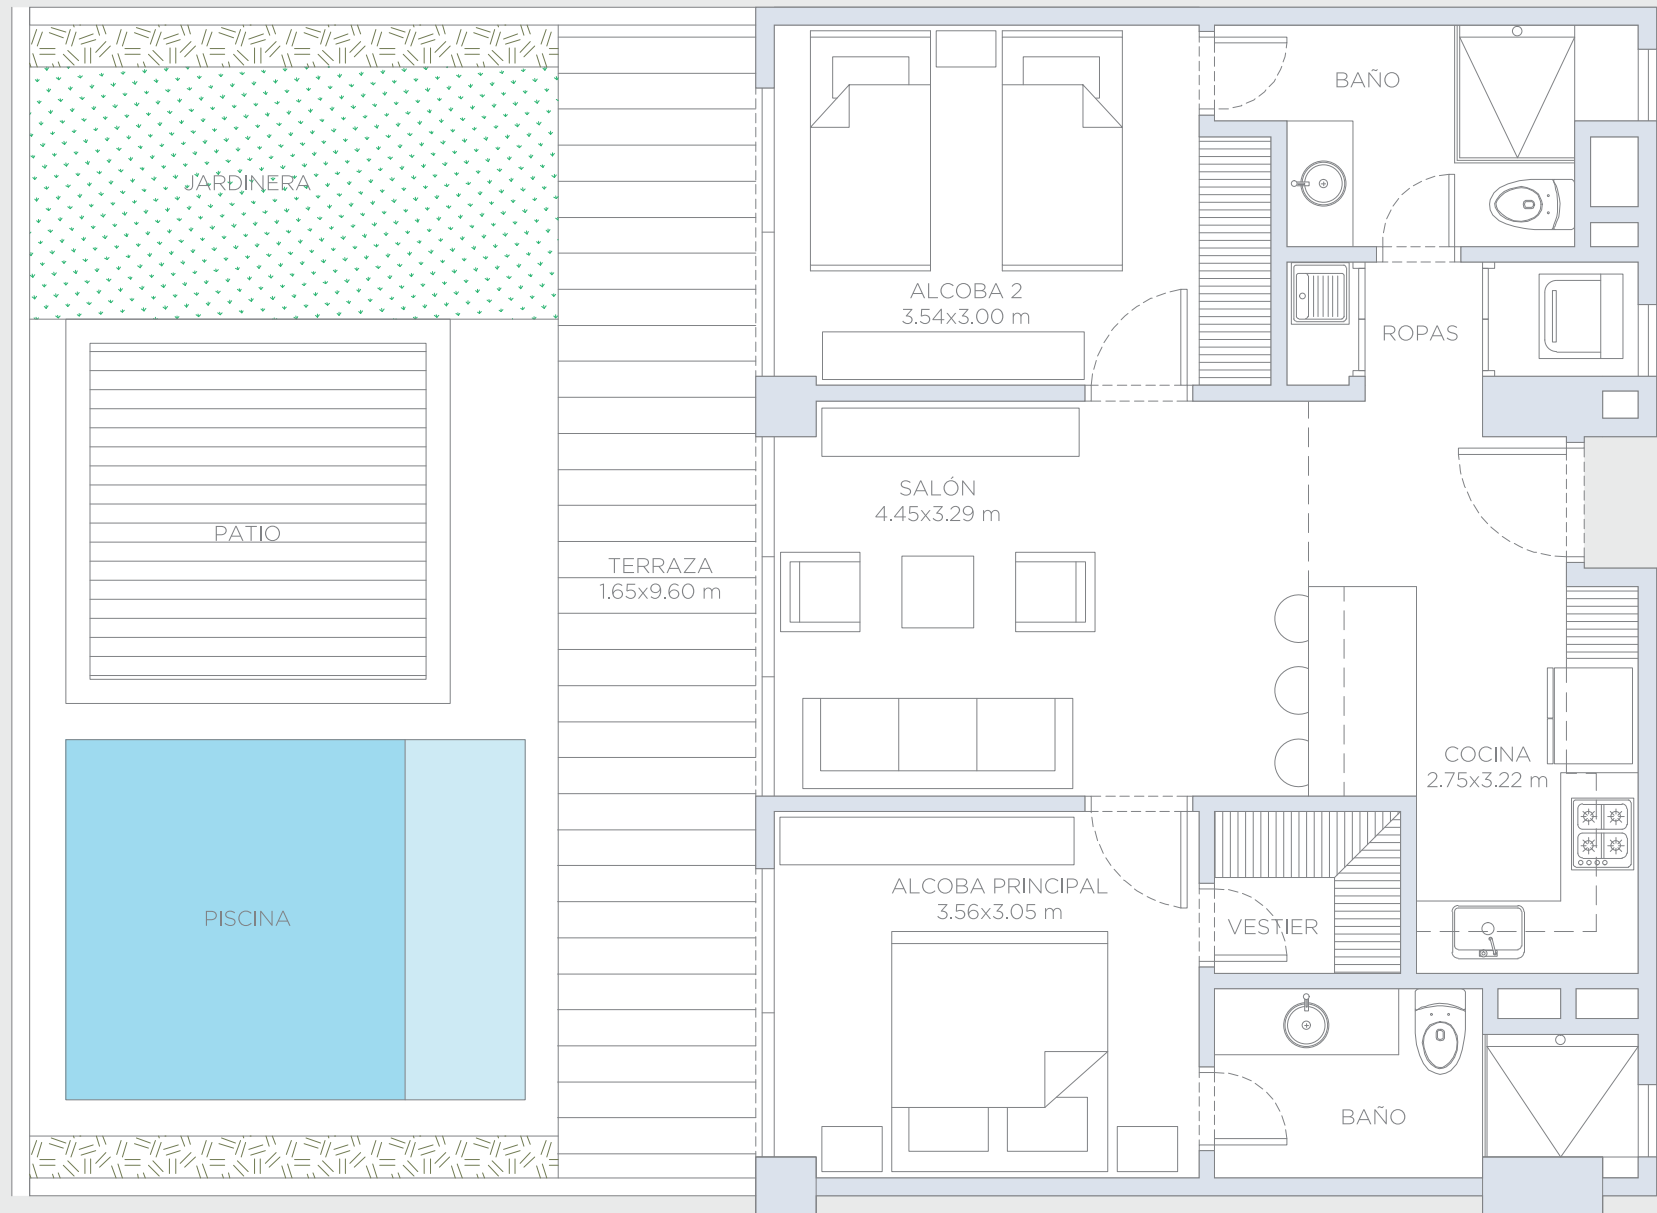 BAÑO
JARDINERA
ALCOBA 2
3.54x3.00 m
ROPAS
SALÓN
4.45x3.29 m
PATIO
TERRAZA
1.65x9.60 m
COCINA
2.75x3.22 m
ALCOBA PRINCIPAL
3.56x3.05 m
PISCINA
VESTIER
BAÑO